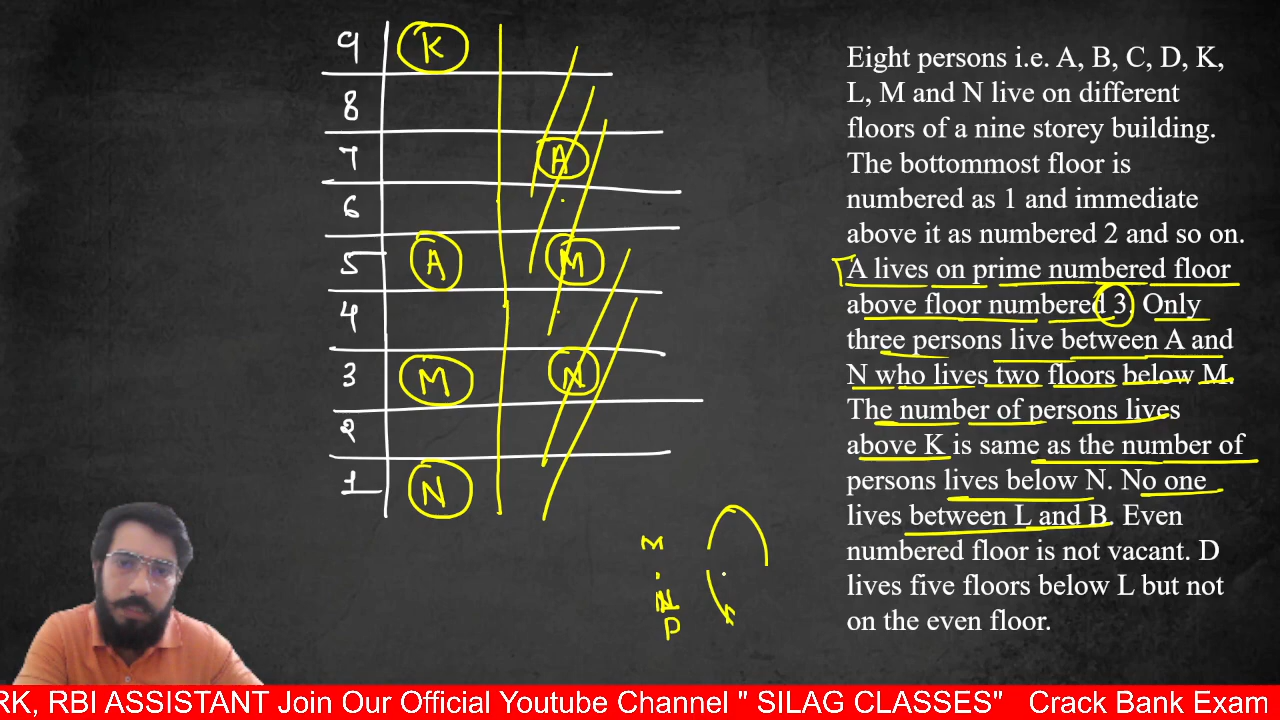 9 K
8
7 A
6
5 A M
4
3 M N
2
1 N
M
N
D
Eight persons i.e. A, B, C, D, K,
L, M and N live on different
floors of a nine storey building.
The bottommost floor is
numbered as 1 and immediate
above it as numbered 2 and so on.
A lives on prime numbered floor
above floor numbered 3. Only
three persons live between A and
N who lives two floors below M.
The number of persons lives
above K is same as the number of
persons lives below N. No one
lives between L and B. Even
numbered floor is not vacant. D
lives five floors below L but not
on the even floor.
RK, RBI ASSISTANT Join Our Official Youtube Channel " SILAG CLASSES" Crack Bank Exam